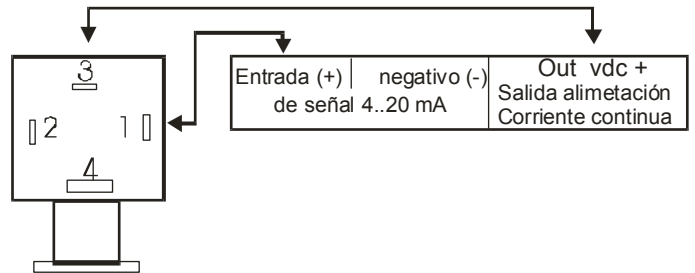 3
2
1
4
Entrada (+) negativo (-)
de señal 4..20 mA
Out vdc +
Salida alimetación
Corriente continua